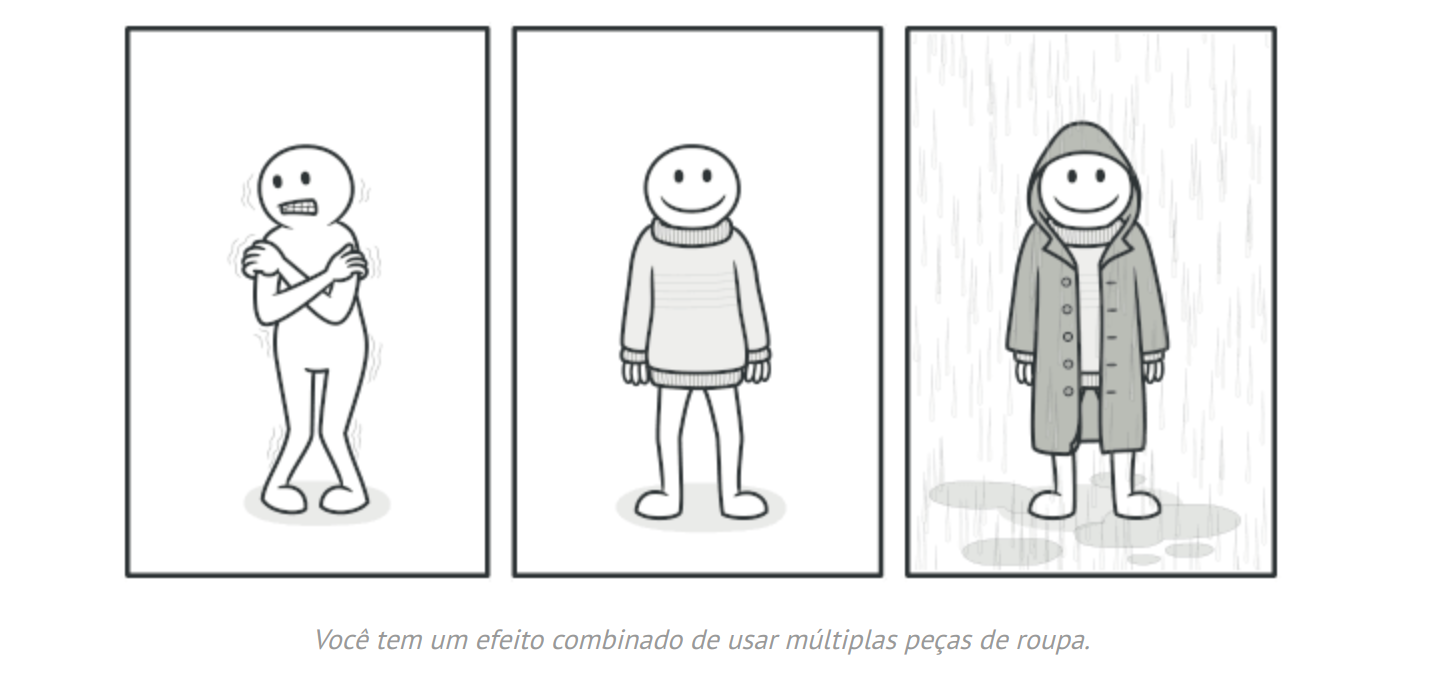 Você tem um efeito combinado de usar múltiplas peças de roupa.